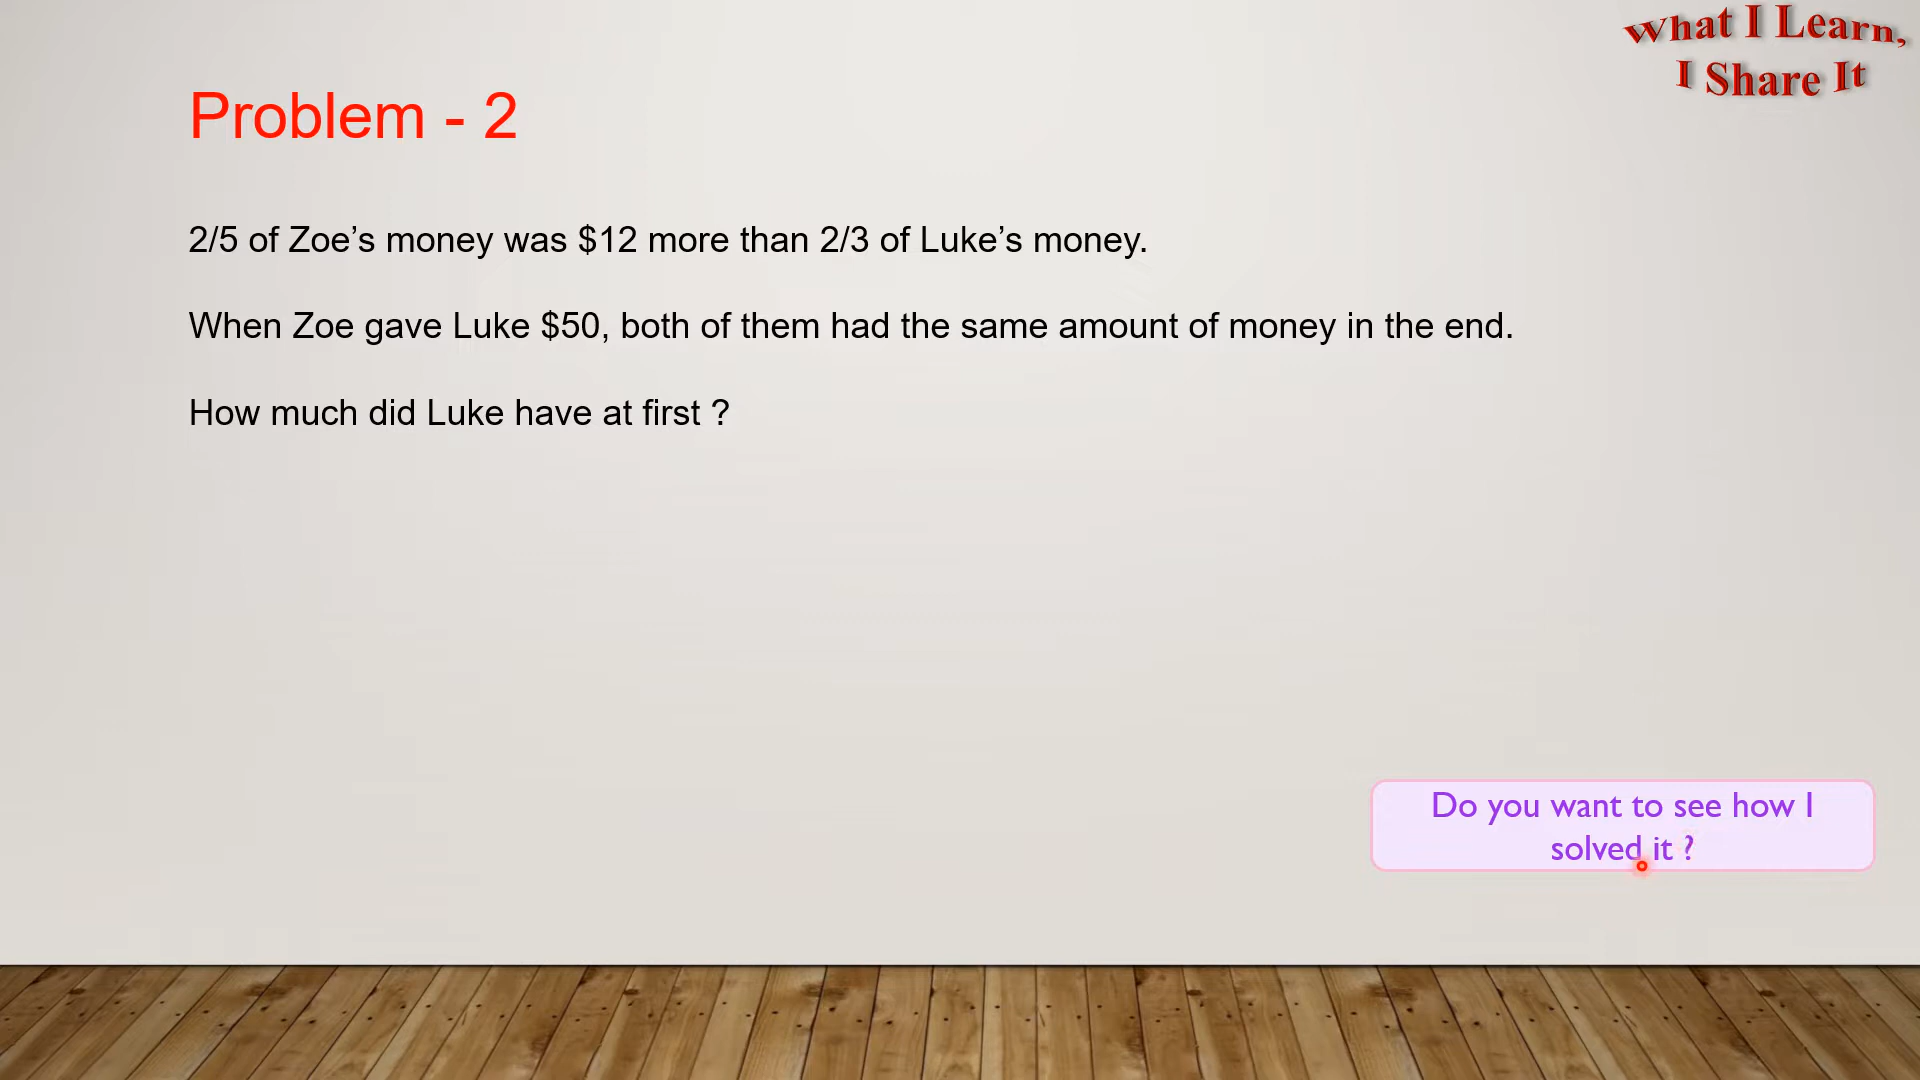 What I Learn,
I Share It
Problem - 2
2/5 of Zoe’s money was $12 more than 2/3 of Luke’s money.
When Zoe gave Luke $50, both of them had the same amount of money in the end.
How much did Luke have at first ?
Do you want to see how I
solved it ?